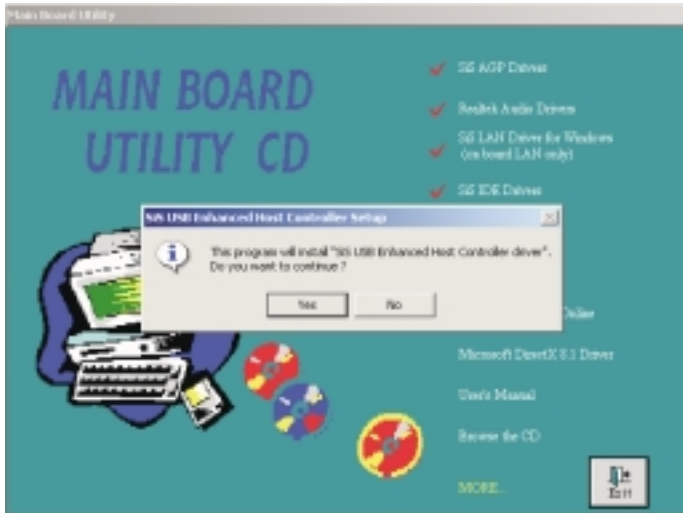 Main Board Utility
MAIN BOARD
UTILITY CD
SiS AGP Drivers
Realtek Audio Drivers
SiS LAN Driver for Windows
(on board LAN only)
SiS IDE Drivers
SiS USB Enhanced Host Controller Setup
This program will install "SiS USB Enhanced Host Controller driver".
Do you want to continue ?
Yes
No
Online
Microsoft DirectX 8.1 Driver
User's Manual
Browse the CD
MORE...
Exit